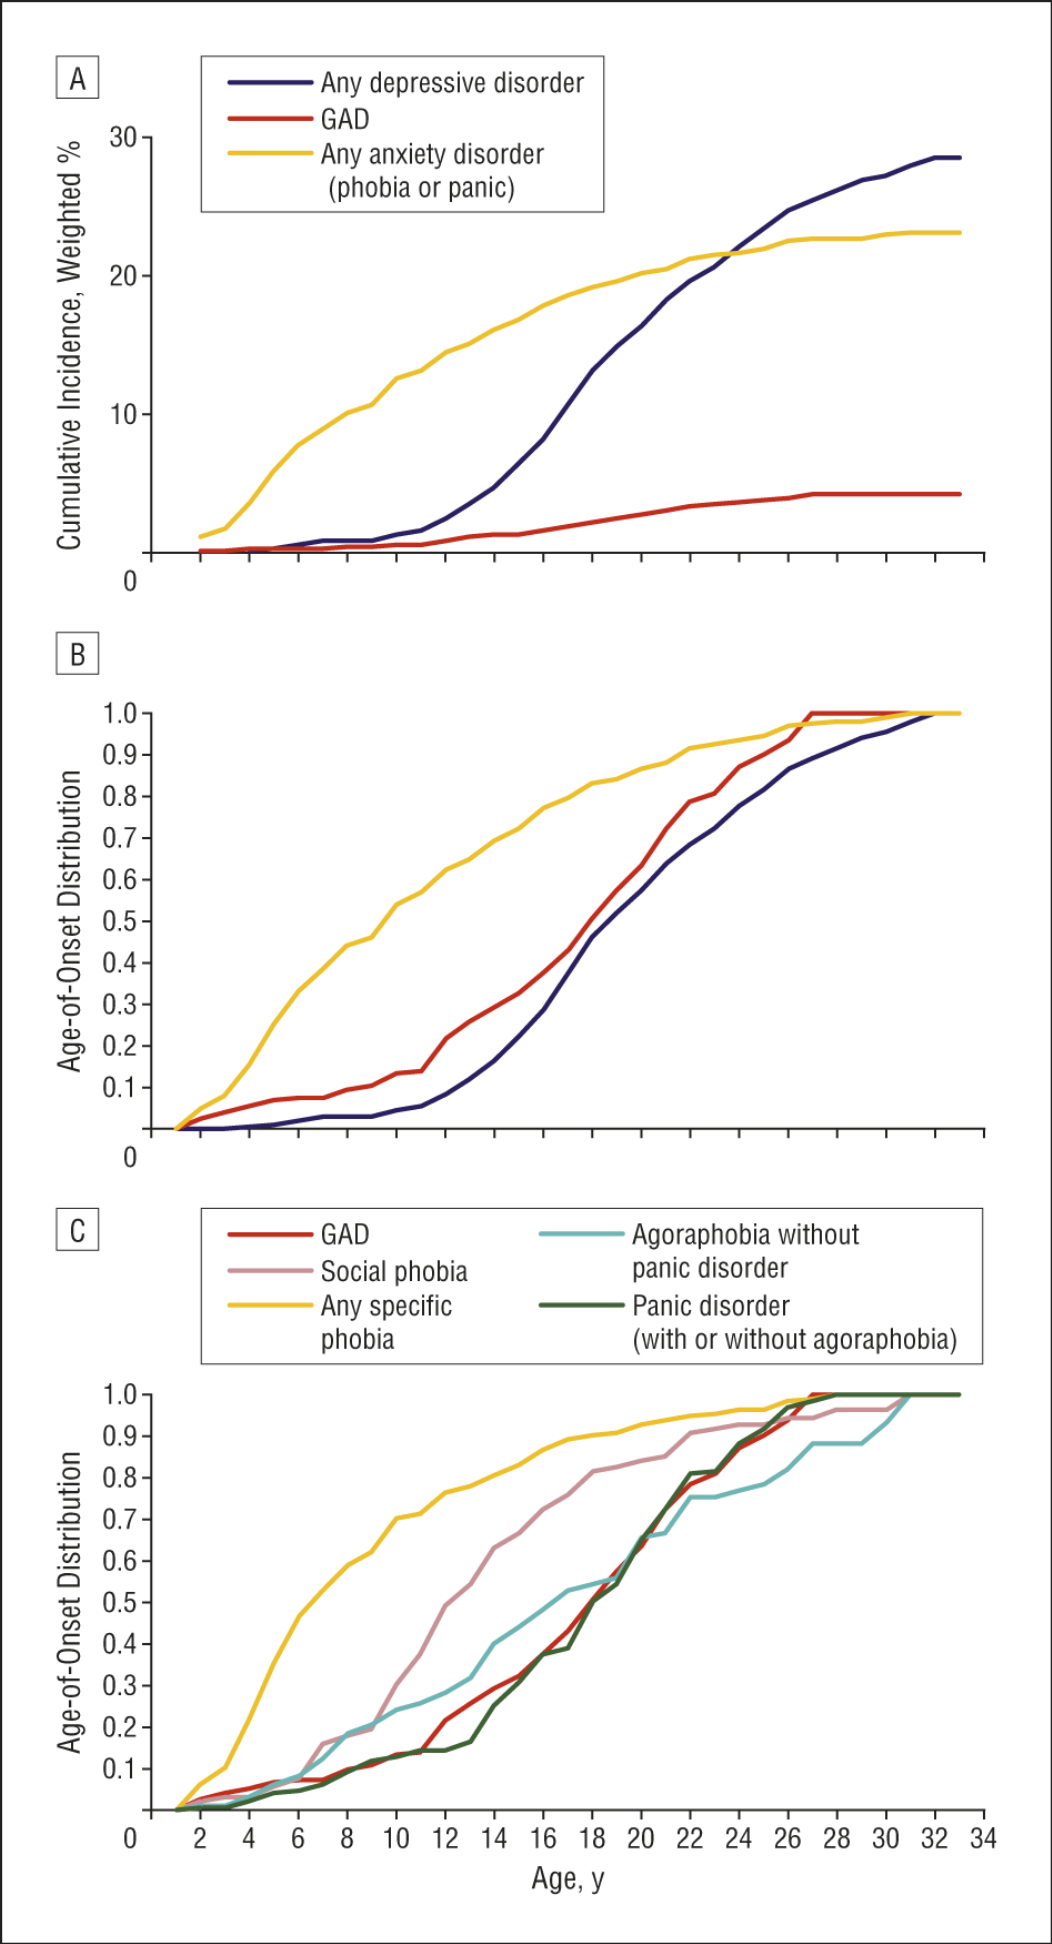 A
Any depressive disorder
GAD
Any anxiety disorder
(phobia or panic)
Cumulative Incidence, Weighted %
30
20
10
0
B
Age-of-Onset Distribution
1.0
0.9
0.8
0.7
0.6
0.5
0.4
0.3
0.2
0.1
0
C
GAD
Social phobia
Any specific
phobia
Agoraphobia without
panic disorder
Panic disorder
(with or without agoraphobia)
Age-of-Onset Distribution
1.0
0.9
0.8
0.7
0.6
0.5
0.4
0.3
0.2
0.1
0 2 4 6 8 10 12 14 16 18 20 22 24 26 28 30 32 34
Age, y